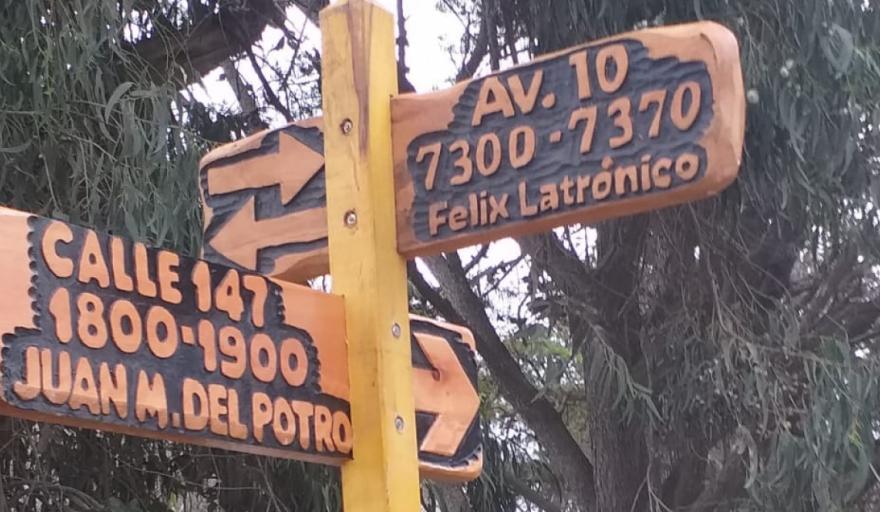 AV. 10
7300-7370
Felix Latrónico
CALLE 147
1800-1900
JUAN M. DEL POTRO